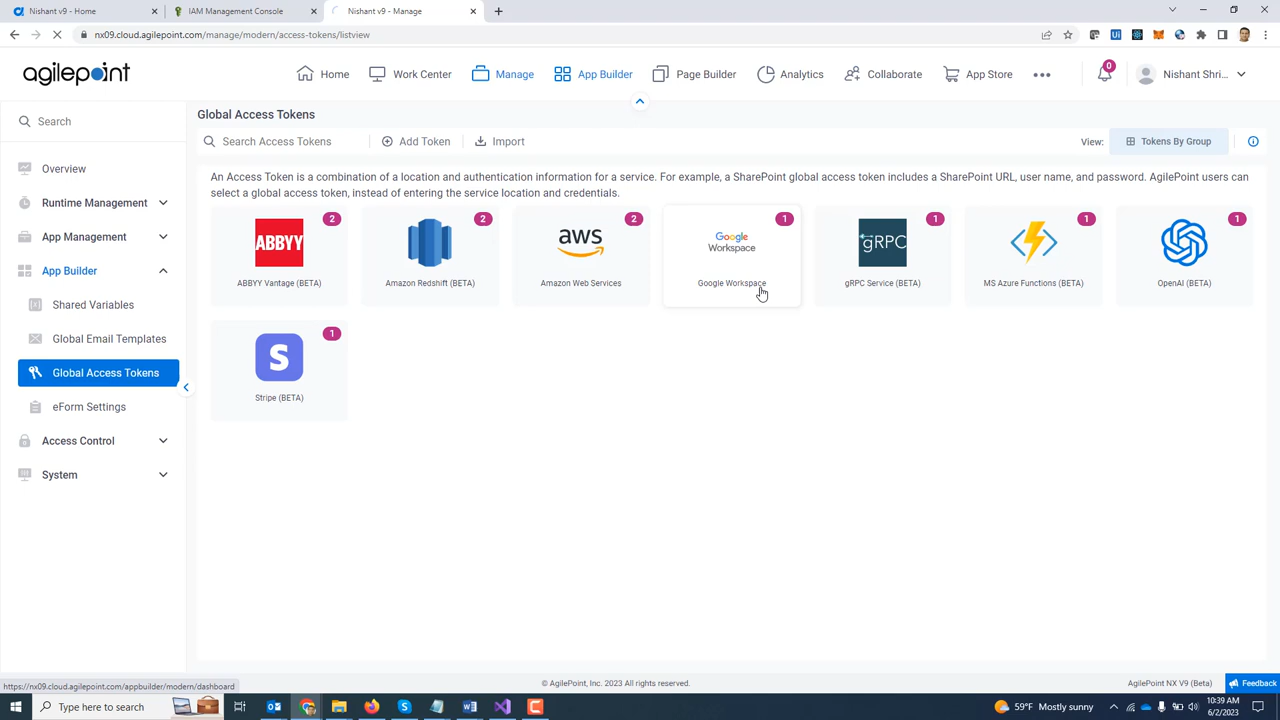 Nishant v9 - Home
IAM Management Console
Nishant v9 - Manage
nx09.cloud.agilepoint.com/manage/modern/access-tokens/listview
agilepoint
Home
Work Center
Manage
App Builder
Page Builder
Analytics
Collaborate
App Store
0
Nishant Shri...
Search
Overview
Runtime Management
App Management
App Builder
Shared Variables
Global Email Templates
Global Access Tokens
eForm Settings
Access Control
System
Global Access Tokens
Search Access Tokens
Add Token
Import
View:
Tokens By Group
An Access Token is a combination of a location and authentication information for a service. For example, a SharePoint global access token includes a SharePoint URL, user name, and password. AgilePoint users can
select a global access token, instead of entering the service location and credentials.
2
ABBYY
ABBYY Vantage (BETA)
2
Amazon Redshift (BETA)
2
aws
Amazon Web Services
1
Google
Workspace
Google Workspace
1
gRPC
gRPC Service (BETA)
1
MS Azure Functions (BETA)
1
OpenAI (BETA)
1
S
Stripe (BETA)
https://nx09.cloud.agilepoint.com/appbuilder/modern/dashboard
© AgilePoint, Inc. 2023 All rights reserved.
AgilePoint NX V9 (Beta)
Feedback
Type here to search
59°F Mostly sunny
10:39 AM
6/2/2023